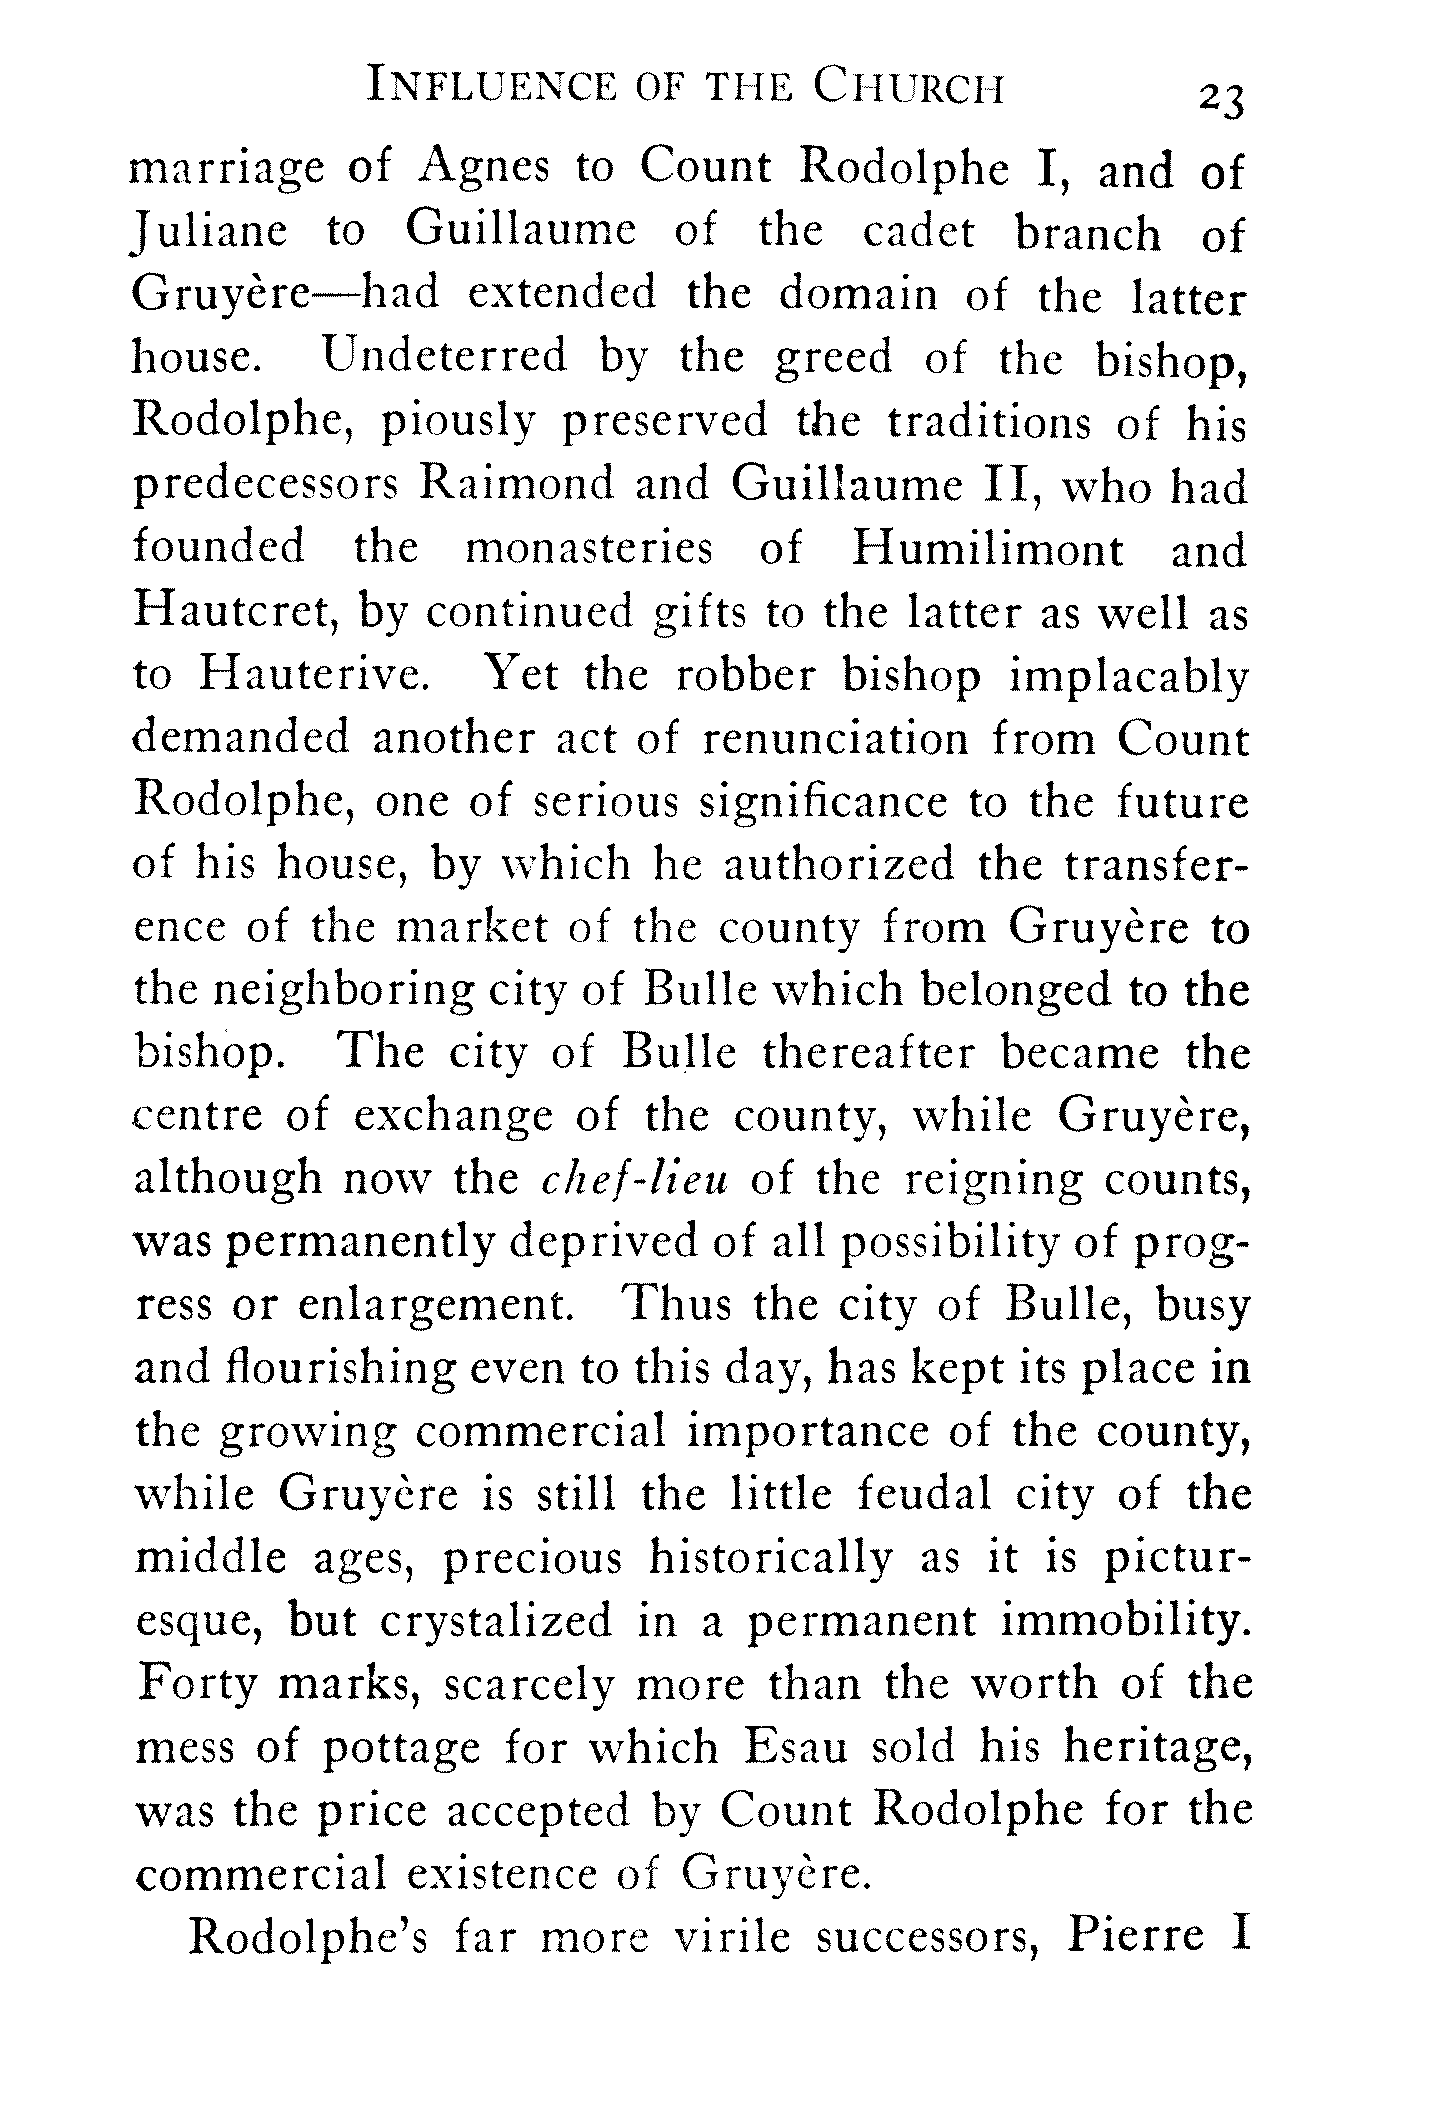 INFLUENCE OF THE CHURCH 23
marriage of Agnes to Count Rodolphe I, and of
Juliane to Guillaume of the cadet branch of
Gruyère—had extended the domain of the latter
house. Undeterred by the greed of the bishop,
Rodolphe, piously preserved the traditions of his
predecessors Raimond and Guillaume II, who had
founded the monasteries of Humilimont and
Hautcret, by continued gifts to the latter as well as
to Hauterive. Yet the robber bishop implacably
demanded another act of renunciation from Count
Rodolphe, one of serious significance to the future
of his house, by which he authorized the transfer-
ence of the market of the county from Gruyère to
the neighboring city of Bulle which belonged to the
bishop. The city of Bulle thereafter became the
centre of exchange of the county, while Gruyère,
although now the chef-lieu of the reigning counts,
was permanently deprived of all possibility of prog-
ress or enlargement. Thus the city of Bulle, busy
and flourishing even to this day, has kept its place in
the growing commercial importance of the county,
while Gruyère is still the little feudal city of the
middle ages, precious historically as it is pictur-
esque, but crystalized in a permanent immobility.
Forty marks, scarcely more than the worth of the
mess of pottage for which Esau sold his heritage,
was the price accepted by Count Rodolphe for the
commercial existence of Gruyère.
Rodolphe's far more virile successors, Pierre I